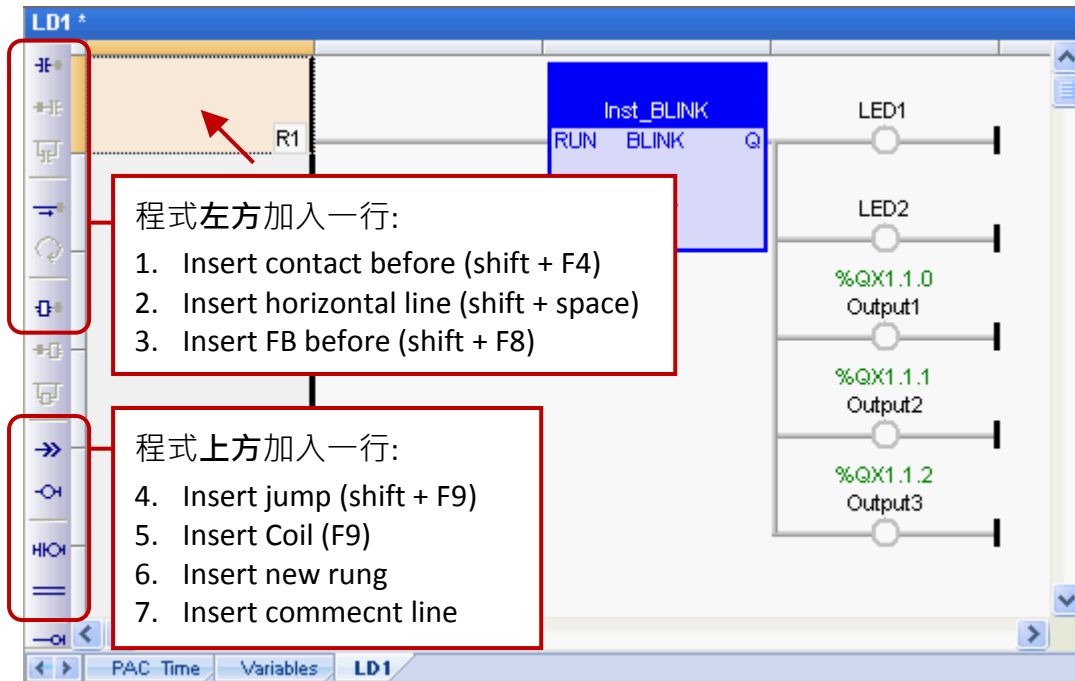 LD1 *
R1
Inst_BLINK
RUN BLINK Q
LED1
LED2
%QX1.1.0
Output1
%QX1.1.1
Output2
%QX1.1.2
Output3
程式左方加入一行:
1. Insert contact before (shift + F4)
2. Insert horizontal line (shift + space)
3. Insert FB before (shift + F8)
程式上方加入一行:
4. Insert jump (shift + F9)
5. Insert Coil (F9)
6. Insert new rung
7. Insert commecnt line
PAC Time Variables LD1